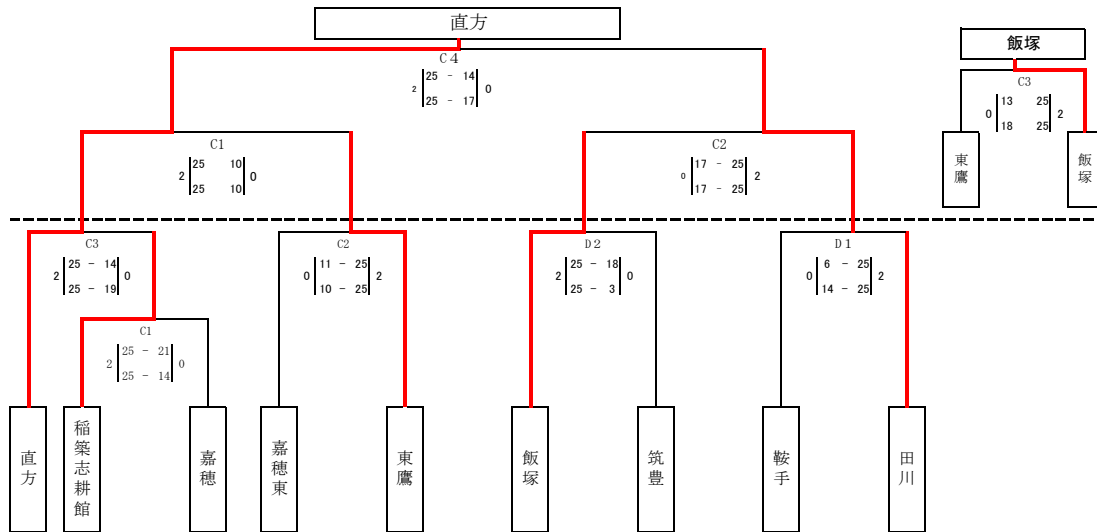 直方
C４
2 25 - 14 0
25 - 17
飯塚
C3
0 13 25 2
18 25
東鷹
飯塚
C1
2 25 10 0
25 10
C2
0 17 - 25 2
17 - 25
C3
2 25 - 14 0
25 - 19
C2
0 11 - 25 2
10 - 25
D２
2 25 - 18 0
25 - 3
D１
0 6 - 25 2
14 - 25
C1
2 25 - 21 0
25 - 14
直方
稲築志耕館
嘉穂
嘉穂東
東鷹
飯塚
筑豊
鞍手
田川